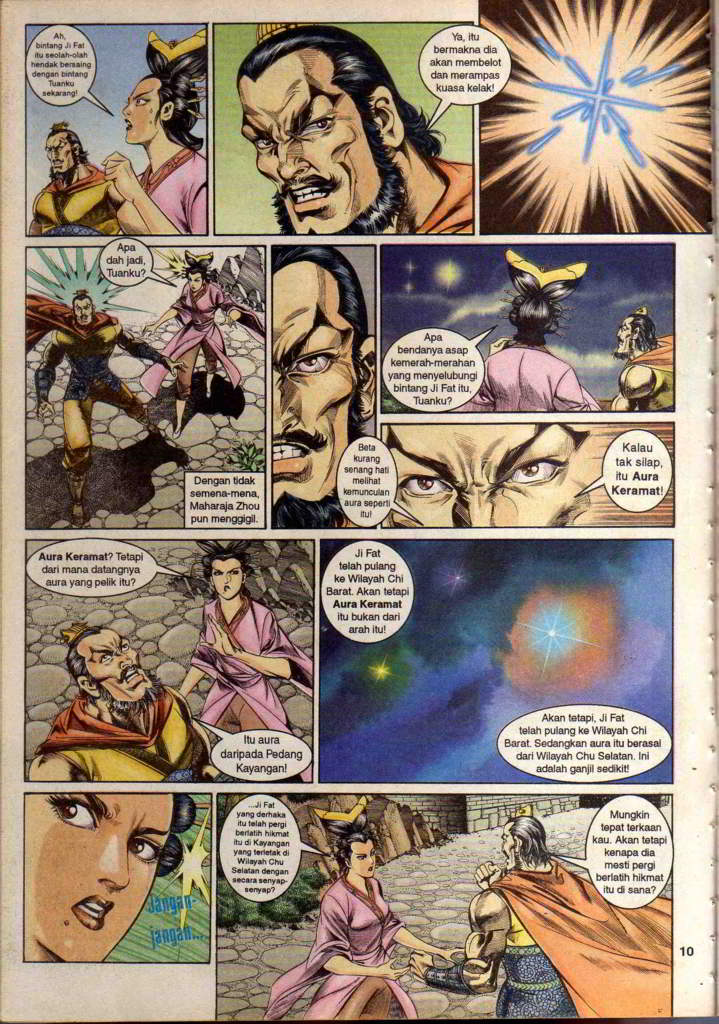 Ah,
bintang Ji Fat
itu seolah-olah
hendak bersaing
dengan bintang
Tuanku
sekarang!
Ya, itu
bermakna dia
akan membelot
dan merampas
kuasa kelak!
Apa
dah jadi,
Tuanku?
Dengan tidak
semena-mena,
Maharaja Zhou
pun menggigil.
Beta
kurang
senang hati
melihat
kemunculan
aura seperti
itu!
Apa
bendanya asap
kemerah-merahan
yang menyelubungi
bintang Ji Fat itu,
Tuanku?
Kalau
tak silap,
itu Aura
Keramat!
Aura Keramat? Tetapi
dari mana datangnya
aura yang pelik itu?
Itu aura
daripada Pedang
Kayangan!
Ji Fat
telah pulang
ke Wilayah Chi
Barat. Akan tetapi
Aura Keramat
itu bukan dari
arah itu!
Akan tetapi, Ji Fat
telah pulang ke Wilayah Chi
Barat. Sedangkan aura itu berasal
dari Wilayah Chu Selatan. Ini
adalah ganjil sedikit!
Jangan-
jangan...
...Ji Fat
yang derhaka
itu telah pergi
berlatih hikmat
itu di Kayangan
yang terletak di
Wilayah Chu
Selatan dengan
secara senyap-
senyap?
Mungkin
tepat terkaan
kau. Akan tetapi
kenapa dia
mesti pergi
berlatih hikmat
itu di sana?
10